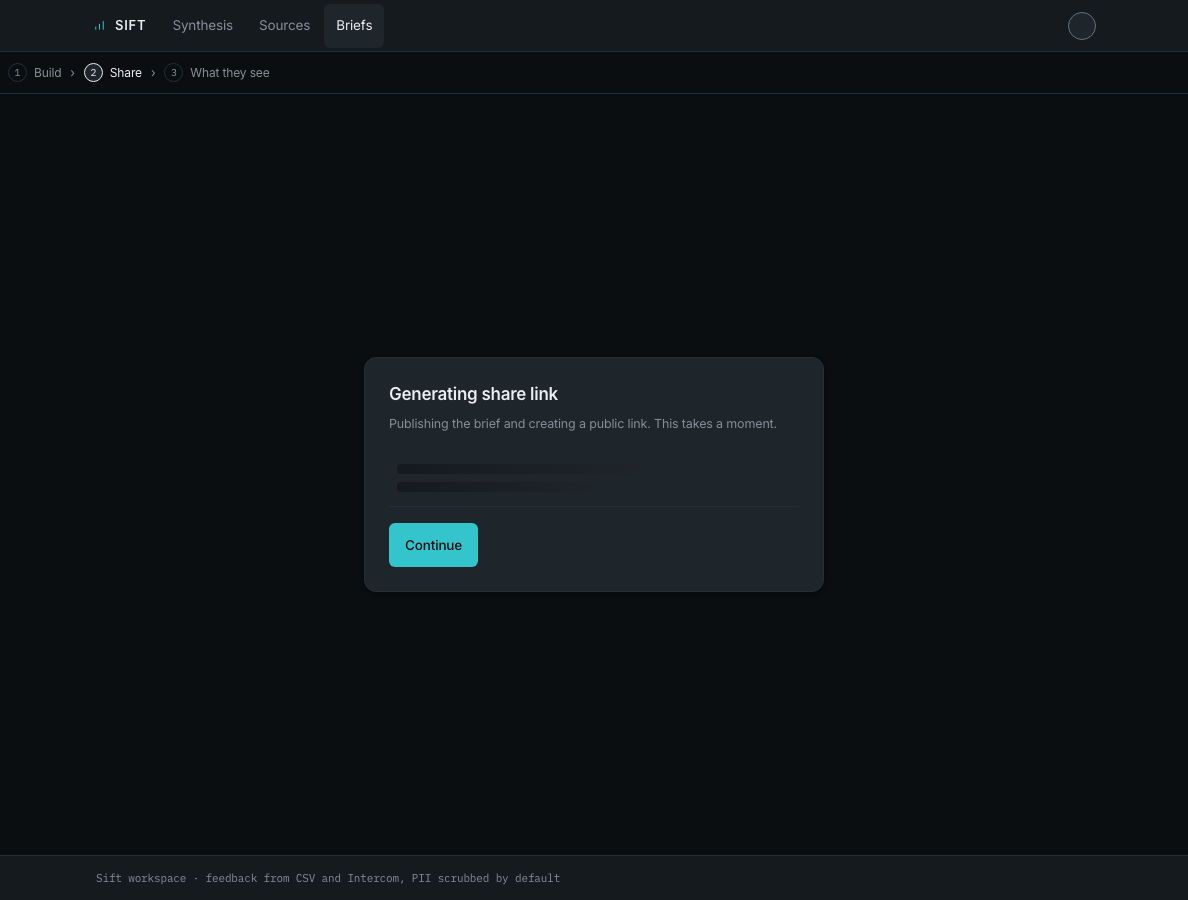 SIFT Synthesis Sources Briefs
1 Build › 2 Share › 3 What they see
Generating share link
Publishing the brief and creating a public link. This takes a moment.
Continue
Sift workspace · feedback from CSV and Intercom, PII scrubbed by default